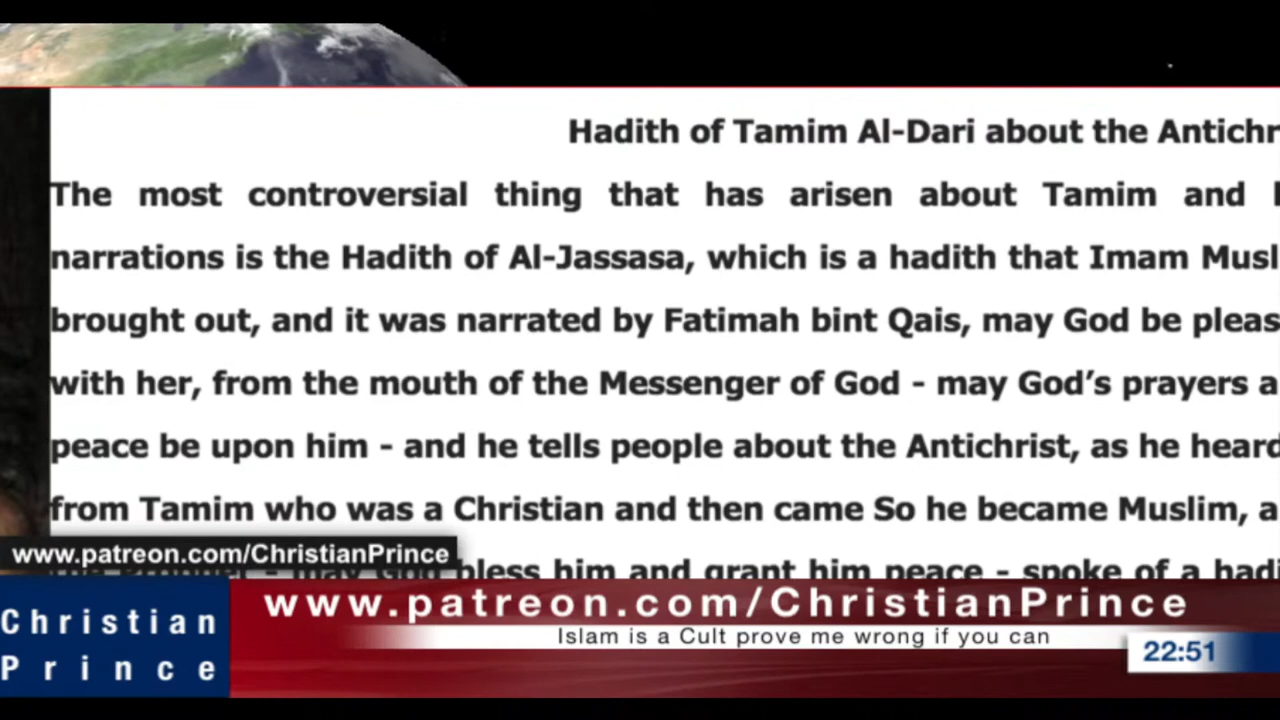 Hadith of Tamim Al-Dari about the Antichr
The most controversial thing that has arisen about Tamim and
narrations is the Hadith of Al-Jassasa, which is a hadith that Imam Musl
brought out, and it was narrated by Fatimah bint Qais, may God be pleas
with her, from the mouth of the Messenger of God - may God's prayers a
peace be upon him - and he tells people about the Antichrist, as he heard
from Tamim who was a Christian and then came So he became Muslim, a
www.patreon.com/ChristianPrince
bless him and grant him peace - spoke of a hadi
www.patreon.com/ChristianPrince
Islam is a Cult prove me wrong if you can
Christian
Prince
22:51